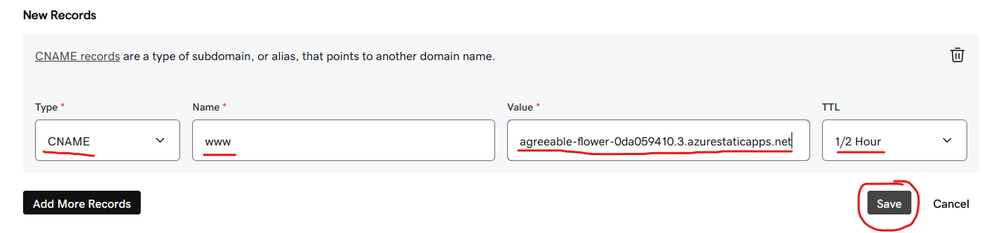 New Records
CNAME records are a type of subdomain, or alias, that points to another domain name.
Type * Name * Value * TTL
CNAME www agreeable-flower-0da059410.3.azurestaticapps.net 1/2 Hour
Add More Records Save Cancel